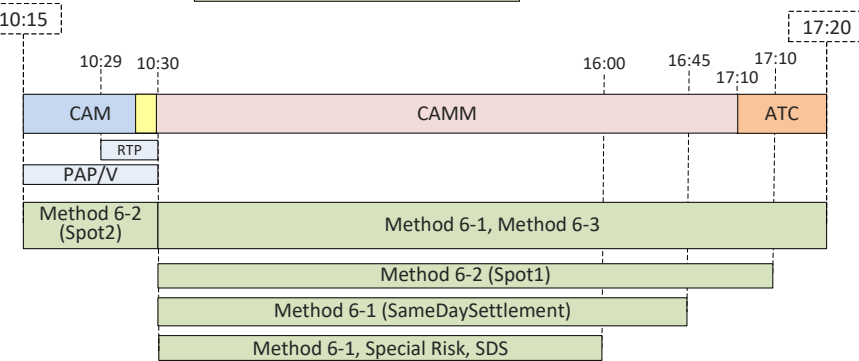 10:15
17:20
10:29 10:30 16:00 16:45 17:10
17:10
CAM CAMM ATC
RTP
PAP/V
Method 6-2
(Spot2)
Method 6-1, Method 6-3
Method 6-2 (Spot1)
Method 6-1 (SameDaySettlement)
Method 6-1, Special Risk, SDS